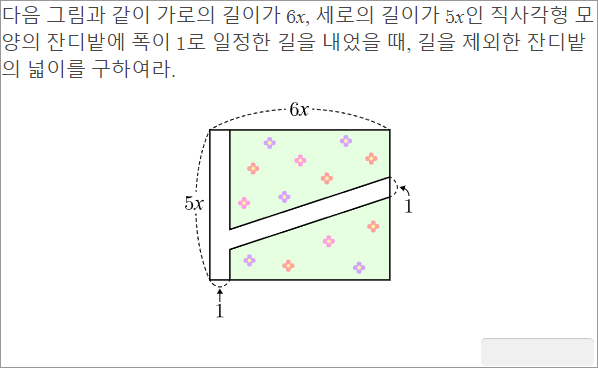 다음 그림과 같이 가로의 길이가 6x, 세로의 길이가 5x인 직사각형 모
양의 잔디밭에 폭이 1로 일정한 길을 내었을 때, 길을 제외한 잔디밭
의 넓이를 구하여라.
6x
5x
1
1